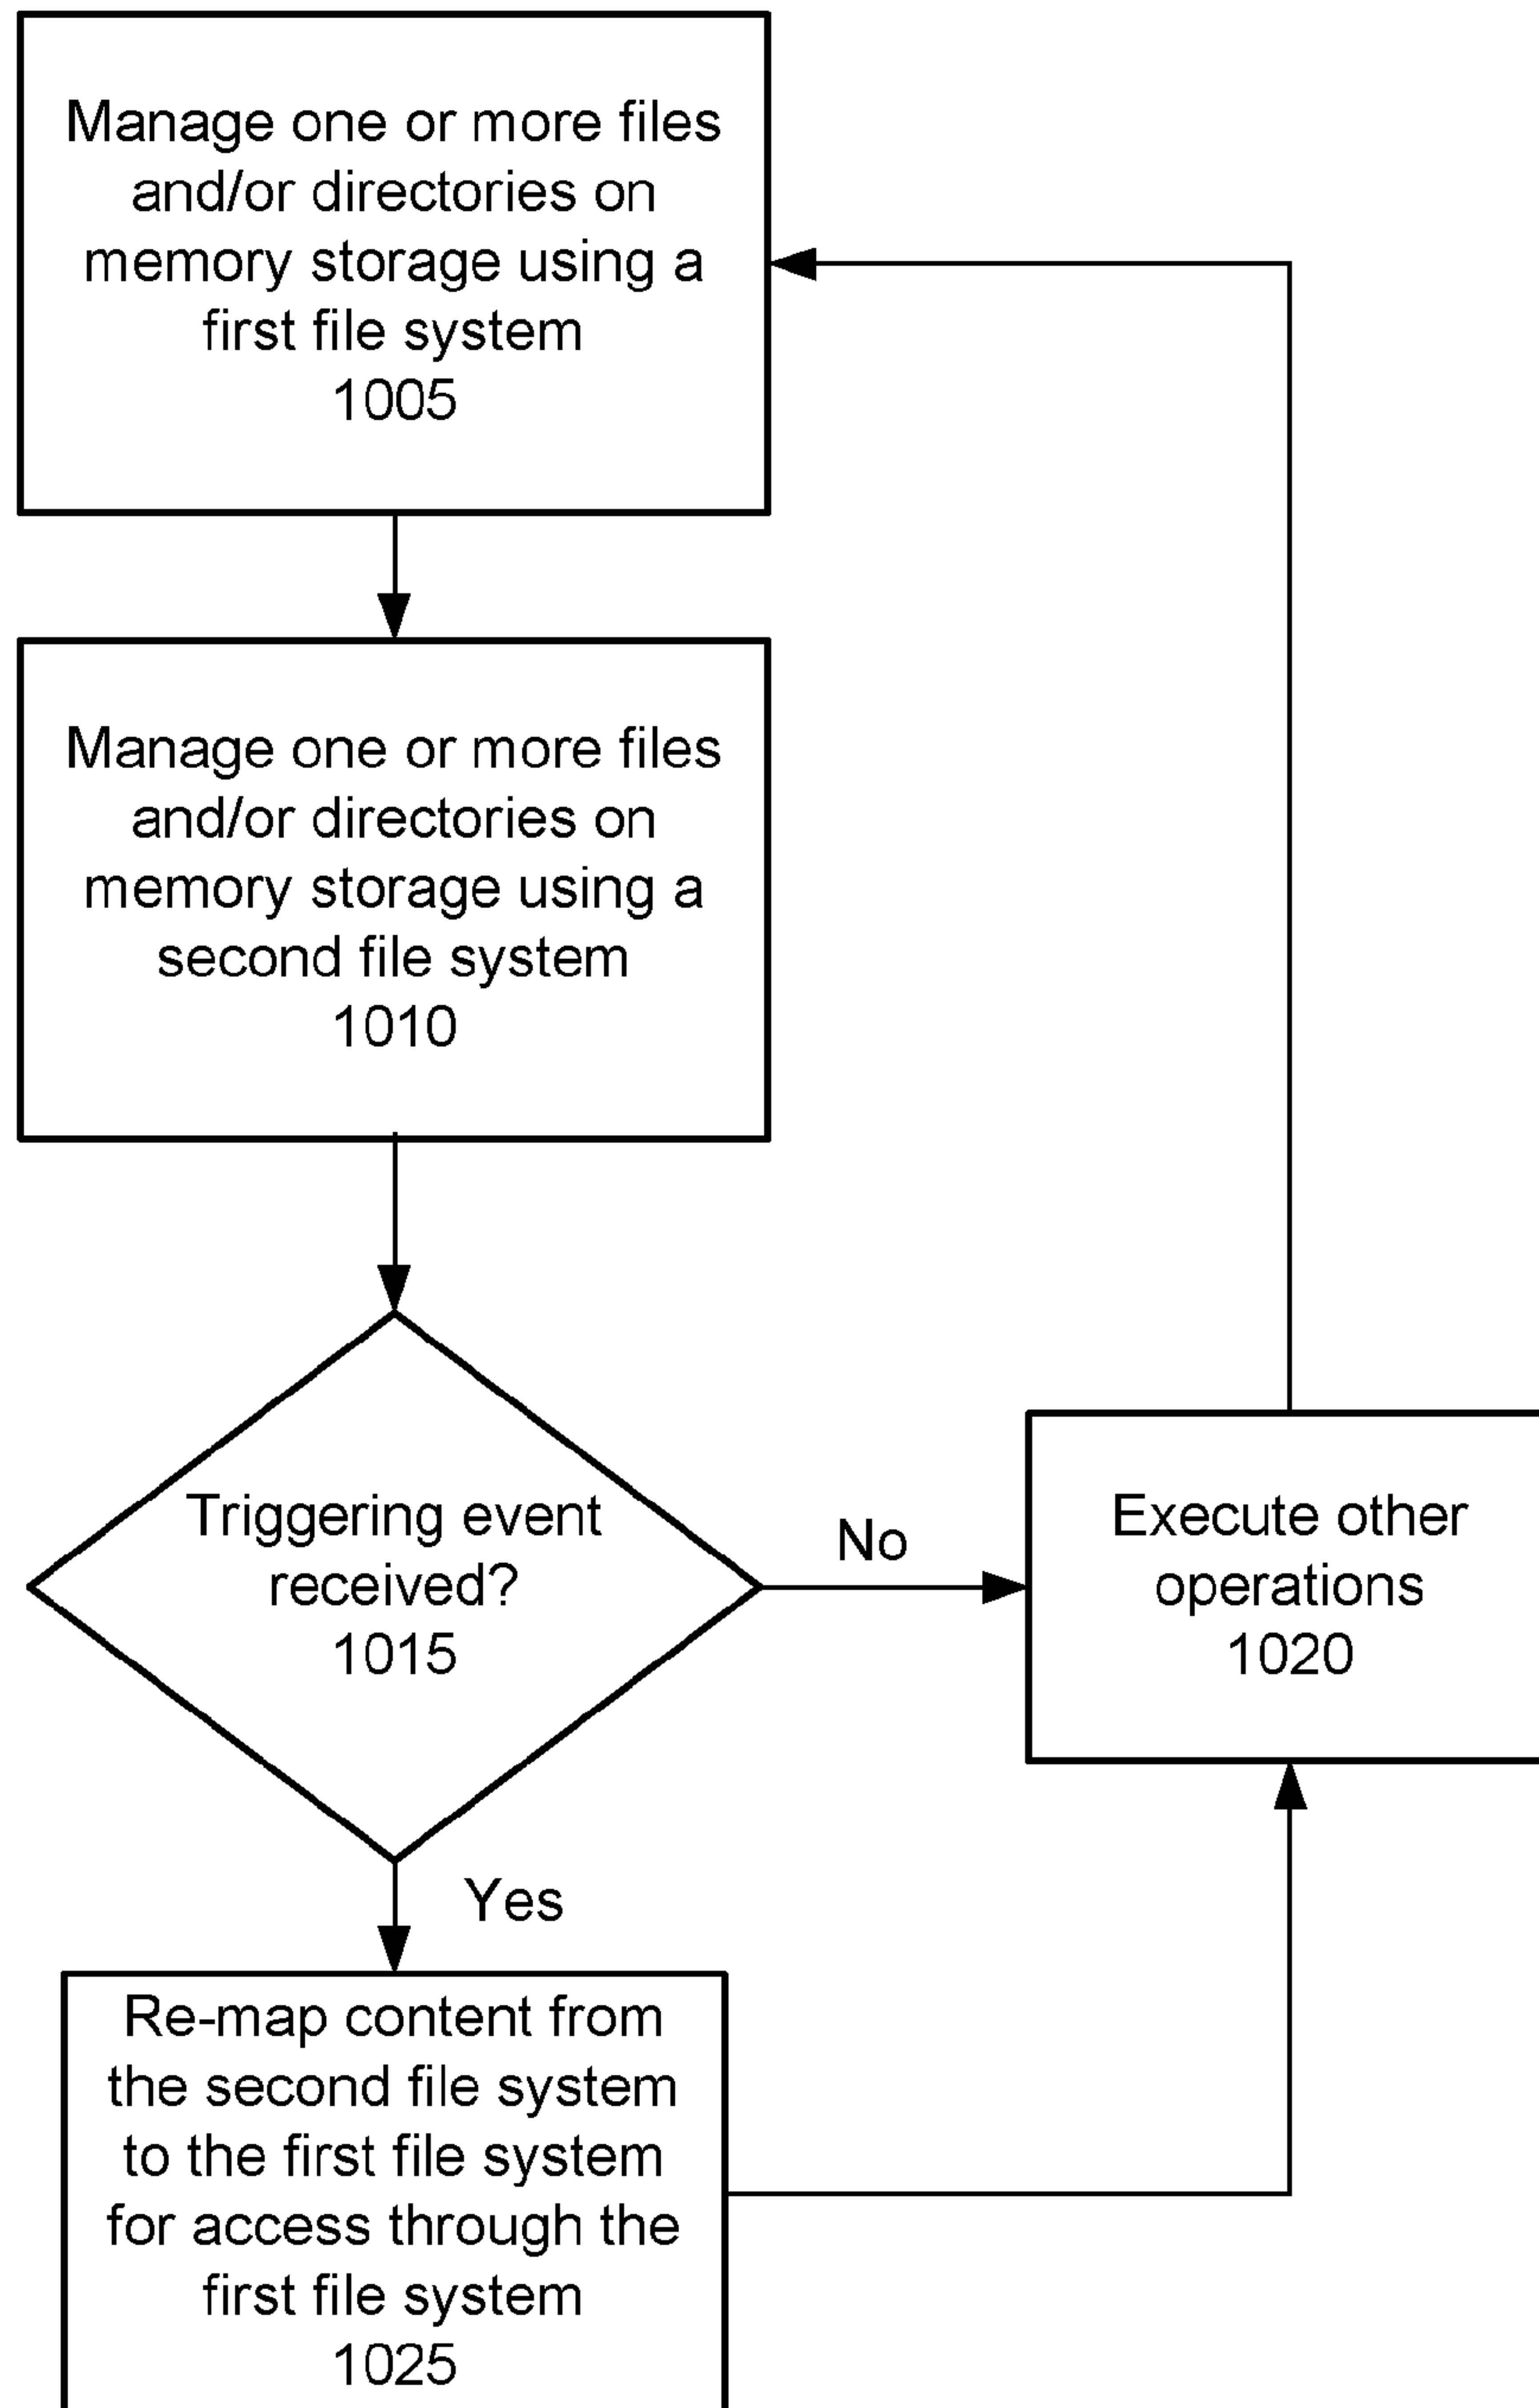 Manage one or more files
and/or directories on
memory storage using a
first file system
1005
Manage one or more files
and/or directories on
memory storage using a
second file system
1010
Triggering event
received?
1015
No
Execute other
operations
1020
Yes
Re-map content from
the second file system
to the first file system
for access through the
first file system
1025